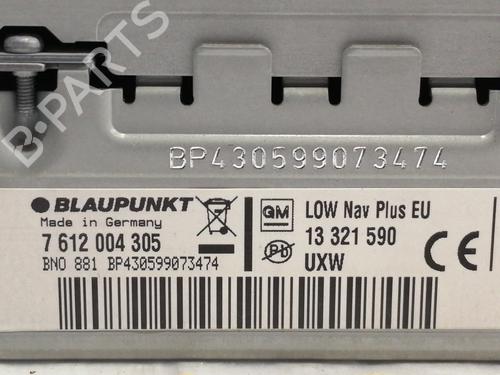 B-PARTS
BP430599073474
BLAUPUNKT
Made in Germany
7 612 004 305
BNO 881 BP430599073474
GM
LOW Nav Plus EU
13 321 590
Pb
UXW